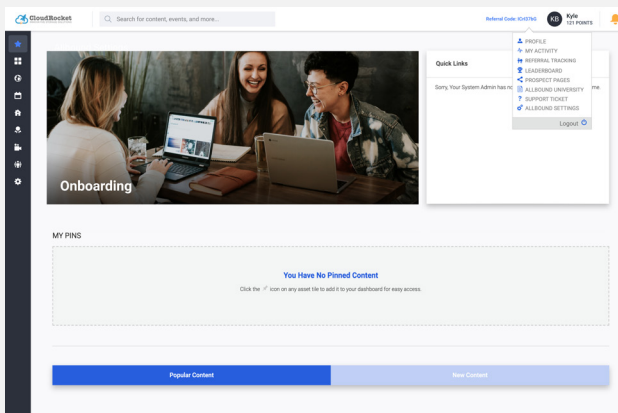 CloudRocket
Search for content, events, and more...
Referral Code: ICH37NG
KB
Kyle
121 POINTS
PROFILE
MY ACTIVITY
REFERRAL TRACKING
LEADERBOARD
PROSPECT PAGES
ALLBOUND UNIVERSITY
SUPPORT TICKET
ALLBOUND SETTINGS
Logout
Onboarding
Quick Links
Sorry, Your System Admin has no
me.
MY PINS
You Have No Pinned Content
Click the icon on any asset tile to add it to your dashboard for easy access.
Popular Content
New Content